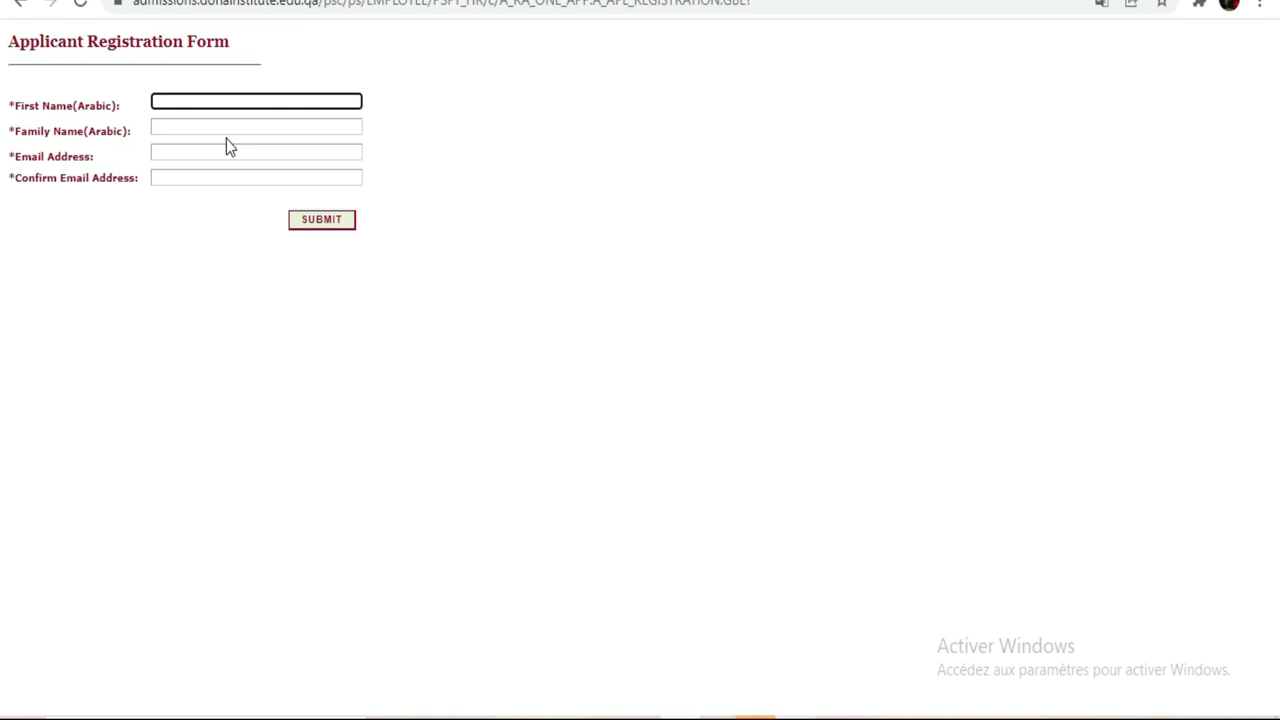 Applicant Registration Form
*First Name(Arabic):
*Family Name(Arabic):
*Email Address:
*Confirm Email Address:
SUBMIT
Activer Windows
Accédez aux paramètres pour activer Windows.